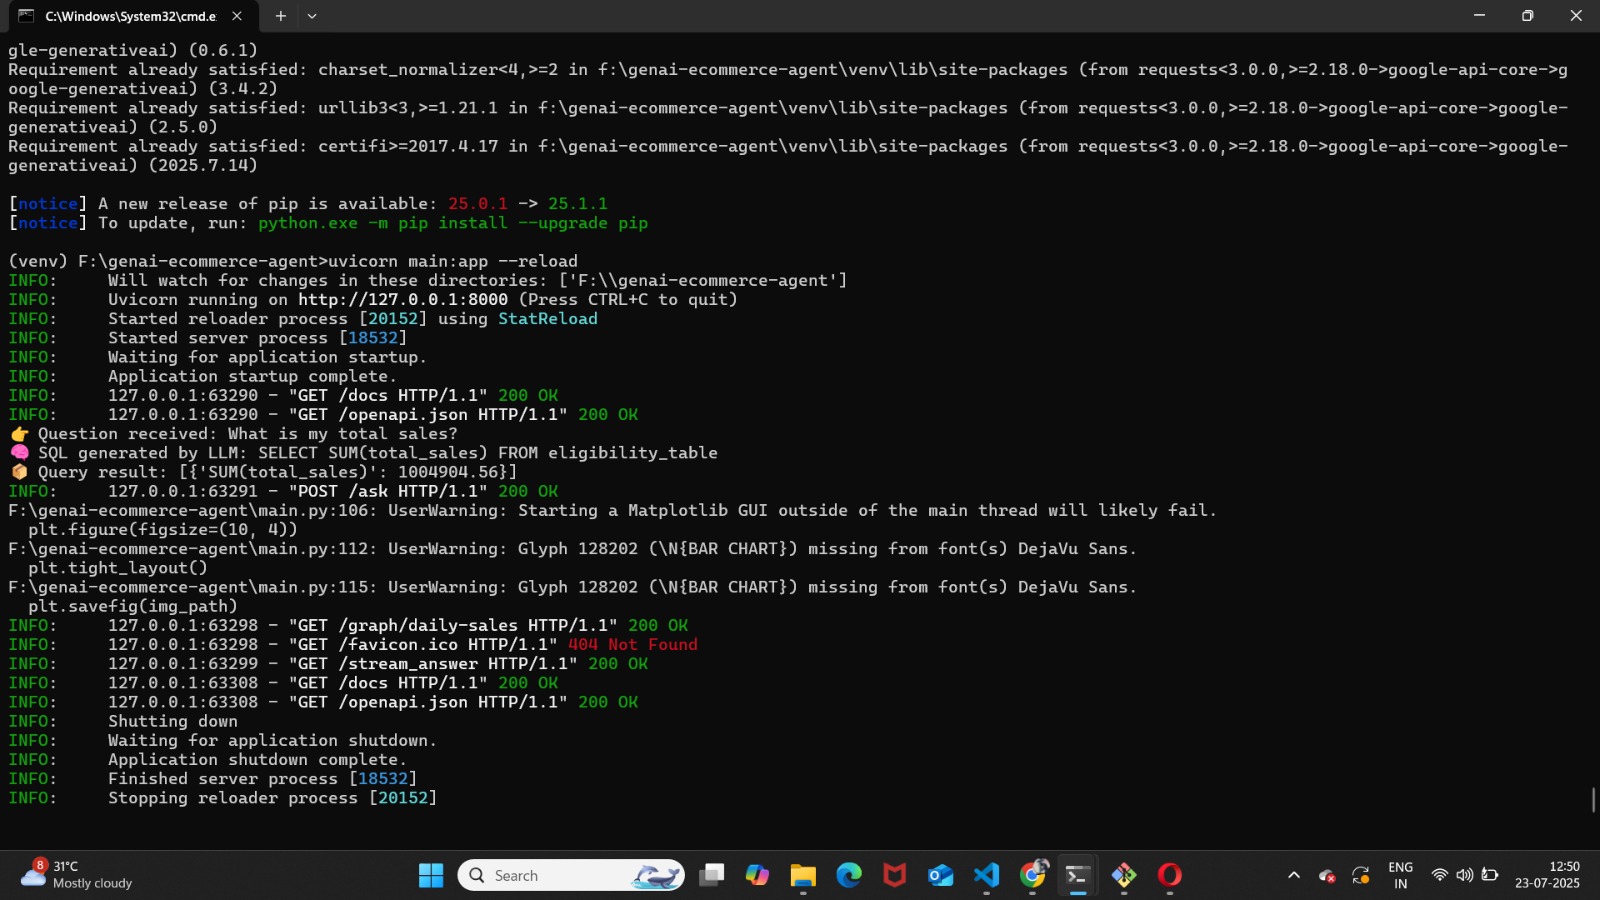 C:\Windows\System32\cmd.e
gle-generativeai) (0.6.1)
Requirement already satisfied: charset_normalizer<4,>=2 in f:\genai-ecommerce-agent\venv\lib\site-packages (from requests<3.0.0,>=2.18.0->google-api-core->g
oogle-generativeai) (3.4.2)
Requirement already satisfied: urllib3<3,>=1.21.1 in f:\genai-ecommerce-agent\venv\lib\site-packages (from requests<3.0.0,>=2.18.0->google-api-core->google-
generativeai) (2.5.0)
Requirement already satisfied: certifi>=2017.4.17 in f:\genai-ecommerce-agent\venv\lib\site-packages (from requests<3.0.0,>=2.18.0->google-api-core->google-
generativeai) (2025.7.14)
[notice] A new release of pip is available: 25.0.1 -> 25.1.1
[notice] To update, run: python.exe -m pip install --upgrade pip
(venv) F:\genai-ecommerce-agent>uvicorn main:app --reload
INFO:     Will watch for changes in these directories: ['F:\\genai-ecommerce-agent']
INFO:     Uvicorn running on http://127.0.0.1:8000 (Press CTRL+C to quit)
INFO:     Started reloader process [20152] using StatReload
INFO:     Started server process [18532]
INFO:     Waiting for application startup.
INFO:     Application startup complete.
INFO:     127.0.0.1:63290 - "GET /docs HTTP/1.1" 200 OK
INFO:     127.0.0.1:63290 - "GET /openapi.json HTTP/1.1" 200 OK
👉 Question received: What is my total sales?
🧠 SQL generated by LLM: SELECT SUM(total_sales) FROM eligibility_table
📦 Query result: [{'SUM(total_sales)': 1004904.56}]
INFO:     127.0.0.1:63291 - "POST /ask HTTP/1.1" 200 OK
F:\genai-ecommerce-agent\main.py:106: UserWarning: Starting a Matplotlib GUI outside of the main thread will likely fail.
  plt.figure(figsize=(10, 4))
F:\genai-ecommerce-agent\main.py:112: UserWarning: Glyph 128202 (\N{BAR CHART}) missing from font(s) DejaVu Sans.
  plt.tight_layout()
F:\genai-ecommerce-agent\main.py:115: UserWarning: Glyph 128202 (\N{BAR CHART}) missing from font(s) DejaVu Sans.
  plt.savefig(img_path)
INFO:     127.0.0.1:63298 - "GET /graph/daily-sales HTTP/1.1" 200 OK
INFO:     127.0.0.1:63298 - "GET /favicon.ico HTTP/1.1" 404 Not Found
INFO:     127.0.0.1:63299 - "GET /stream_answer HTTP/1.1" 200 OK
INFO:     127.0.0.1:63308 - "GET /docs HTTP/1.1" 200 OK
INFO:     127.0.0.1:63308 - "GET /openapi.json HTTP/1.1" 200 OK
INFO:     Shutting down
INFO:     Waiting for application shutdown.
INFO:     Application shutdown complete.
INFO:     Finished server process [18532]
INFO:     Stopping reloader process [20152]
8
31°C
Mostly cloudy
Search
ENG
IN
12:50
23-07-2025